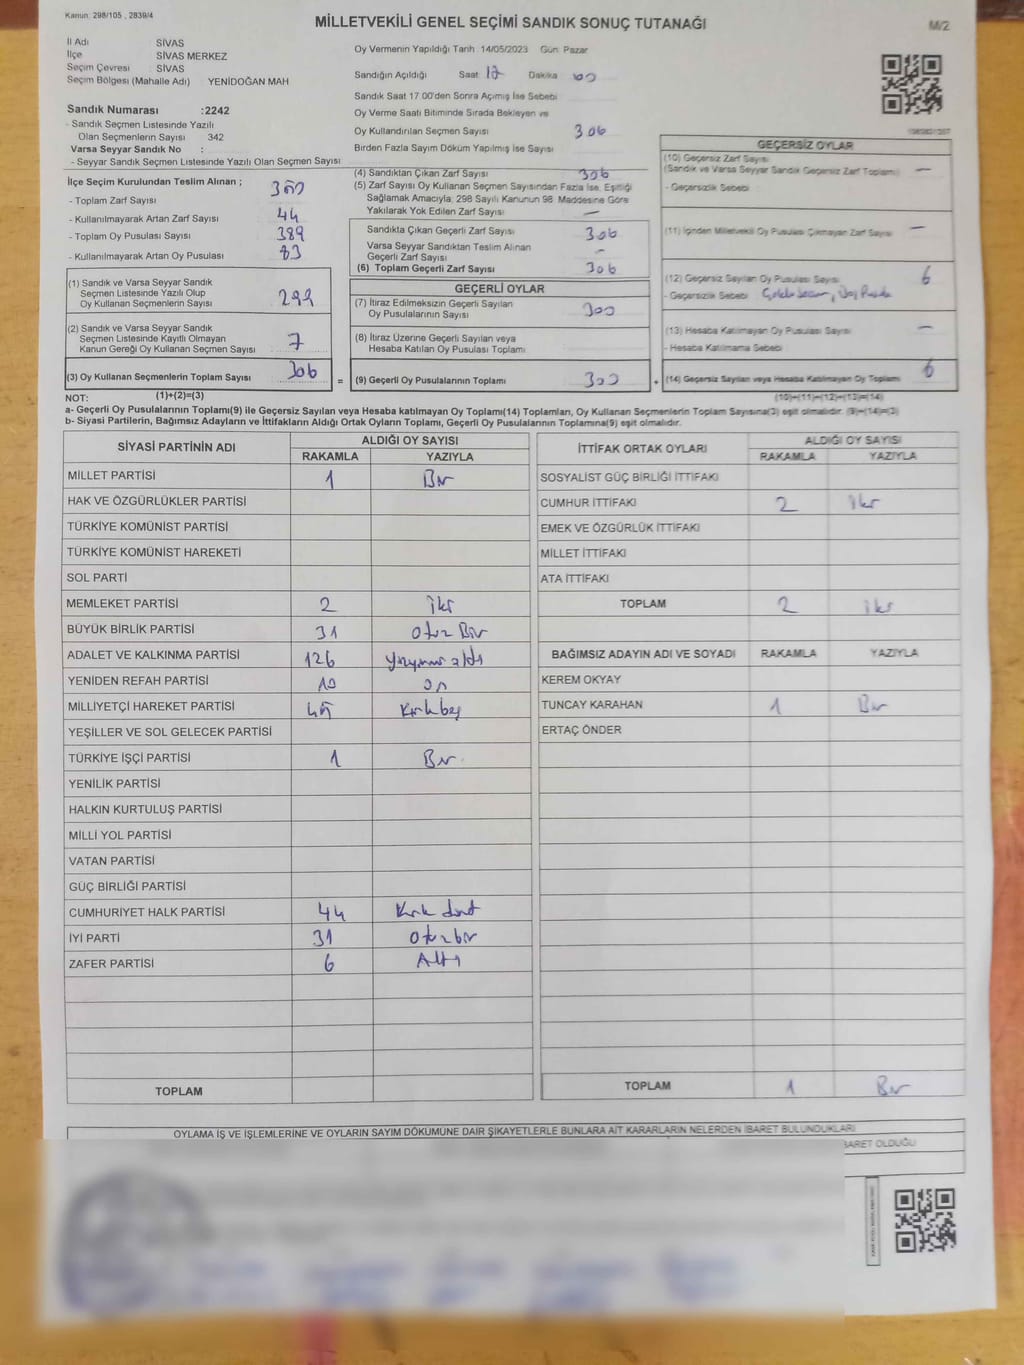 Kanun: 298/105 , 2839/4
MİLLETVEKİLİ GENEL SEÇİMİ SANDIK SONUÇ TUTANAĞI
M/2
İl Adı SİVAS
İlçe SİVAS MERKEZ
Seçim Çevresi SİVAS
Seçim Bölgesi (Mahalle Adı) : YENİDOĞAN MAH
Sandık Numarası :2242
- Sandık Seçmen Listesinde Yazılı
Olan Seçmenlerin Sayısı 342
Varsa Seyyar Sandık No :
- Seyyar Sandık Seçmen Listesinde Yazılı Olan Seçmen Sayısı
Oy Vermenin Yapıldığı Tarih :14/05/2023 Gün: Pazar
Sandığın Açıldığı Saat 17 Dakika 00
Sandık Saat 17:00'den Sonra Açımış İse Sebebi
Oy Verme Saati Bitiminde Sırada Bekleyen ve
Oy Kullandırılan Seçmen Sayısı 306
Birden Fazla Sayım Döküm Yapılmış İse Sayısı
İlçe Seçim Kurulundan Teslim Alınan ;
- Toplam Zarf Sayısı 350
- Kullanılmayarak Artan Zarf Sayısı 44
- Toplam Oy Pusulası Sayısı 389
- Kullanılmayarak Artan Oy Pusulası 83
(4) Sandıktan Çıkan Zarf Sayısı 306
(5) Zarf Sayısı Oy Kullanan Seçmen Sayısından Fazla İse, Eşitliği
Sağlamak Amacıyla, 298 Sayılı Kanunun 98. Maddesine Göre
Yakılarak Yok Edilen Zarf Sayısı —
Sandıkta Çıkan Geçerli Zarf Sayısı 306
Varsa Seyyar Sandıktan Teslim Alınan
Geçerli Zarf Sayısı -
(6) Toplam Geçerli Zarf Sayısı 306
GEÇERSİZ OYLAR
(10) Geçersiz Zarf Sayısı
(Sandık ve Varsa Seyyar Sandık Geçersiz Zarf Toplamı) —
- Geçersizlik Sebebi
(11) İçinden Milletvekili Oy Pusulası Çıkmayan Zarf Sayısı —
(12) Geçersiz Sayılan Oy Pusulası Sayısı 6
- Geçersizlik Sebebi
(13) Hesaba Katılmayan Oy Pusulası Sayısı —
- Hesaba Katılmama Sebebi
(14) Geçersiz Sayılan veya Hesaba Katılmayan Oy Toplamı 6
(10)+(11)+(12)+(13)=(14)
(1) Sandık ve Varsa Seyyar Sandık
Seçmen Listesinde Yazılı Olup
Oy Kullanan Seçmenlerin Sayısı 299
(2) Sandık ve Varsa Seyyar Sandık
Seçmen Listesinde Kayıtlı Olmayan
Kanun Gereği Oy Kullanan Seçmen Sayısı 7
(3) Oy Kullanan Seçmenlerin Toplam Sayısı 306
GEÇERLİ OYLAR
(7) İtiraz Edilmeksizin Geçerli Sayılan
Oy Pusulalarının Sayısı 300
(8) İtiraz Üzerine Geçerli Sayılan veya
Hesaba Katılan Oy Pusulası Toplamı
= (9) Geçerli Oy Pusulalarının Toplamı 300 +
NOT: (1)+(2)=(3)
a- Geçerli Oy Pusulalarının Toplamı(9) ile Geçersiz Sayılan veya Hesaba katılmayan Oy Toplamı(14) Toplamları, Oy Kullanan Seçmenlerin Toplam Sayısına(3) eşit olmalıdır. (9)+(14)=(3)
b- Siyasi Partilerin, Bağımsız Adayların ve İttifakların Aldığı Ortak Oyların Toplamı, Geçerli Oy Pusulalarının Toplamına(9) eşit olmalıdır.
SİYASİ PARTİNİN ADI ALDIĞI OY SAYISI
RAKAMLA YAZIYLA
MİLLET PARTİSİ 1 Bir
HAK VE ÖZGÜRLÜKLER PARTİSİ
TÜRKİYE KOMÜNİST PARTİSİ
TÜRKİYE KOMÜNİST HAREKETİ
SOL PARTİ
MEMLEKET PARTİSİ 2 iki
BÜYÜK BİRLİK PARTİSİ 31 Otuz Bir
ADALET VE KALKINMA PARTİSİ 126 yüzyirmi altı
YENİDEN REFAH PARTİSİ 10 on
MİLLİYETÇİ HAREKET PARTİSİ 45 Kırkbeş
YEŞİLLER VE SOL GELECEK PARTİSİ
TÜRKİYE İŞÇİ PARTİSİ 1 Bir
YENİLİK PARTİSİ
HALKIN KURTULUŞ PARTİSİ
MİLLİ YOL PARTİSİ
VATAN PARTİSİ
GÜÇ BİRLİĞİ PARTİSİ
CUMHURİYET HALK PARTİSİ 44 Kırk dört
İYİ PARTİ 31 Otuzbir
ZAFER PARTİSİ 6 Altı
TOPLAM
İTTİFAK ORTAK OYLARI ALDIĞI OY SAYISI
RAKAMLA YAZIYLA
SOSYALİST GÜÇ BİRLİĞİ İTTİFAKI
CUMHUR İTTİFAKI 2 iki
EMEK VE ÖZGÜRLÜK İTTİFAKI
MİLLET İTTİFAKI
ATA İTTİFAKI
TOPLAM 2 iki
BAĞIMSIZ ADAYIN ADI VE SOYADI RAKAMLA YAZIYLA
KEREM OKYAY
TUNCAY KARAHAN 1 Bir
ERTAÇ ÖNDER
TOPLAM 1 Bir
OYLAMA İŞ VE İŞLEMLERİNE VE OYLARIN SAYIM DÖKÜMÜNE DAİR ŞİKAYETLERLE BUNLARA AİT KARARLARIN NELERDEN İBARET BULUNDUKLARI
İBARET OLDUĞU